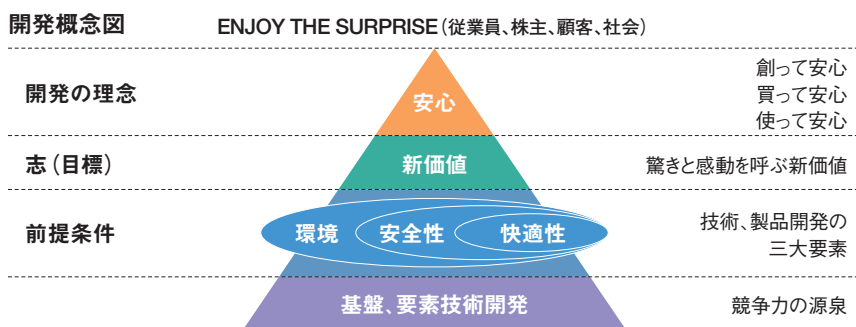 開発概念図
ENJOY THE SURPRISE(従業員、株主、顧客、社会)
開発の理念
安心
創って安心
買って安心
使って安心
志(目標)
新価値
驚きと感動を呼ぶ新価値
前提条件
環境
安全性
快適性
技術、製品開発の
三大要素
基盤、要素技術開発
競争力の源泉